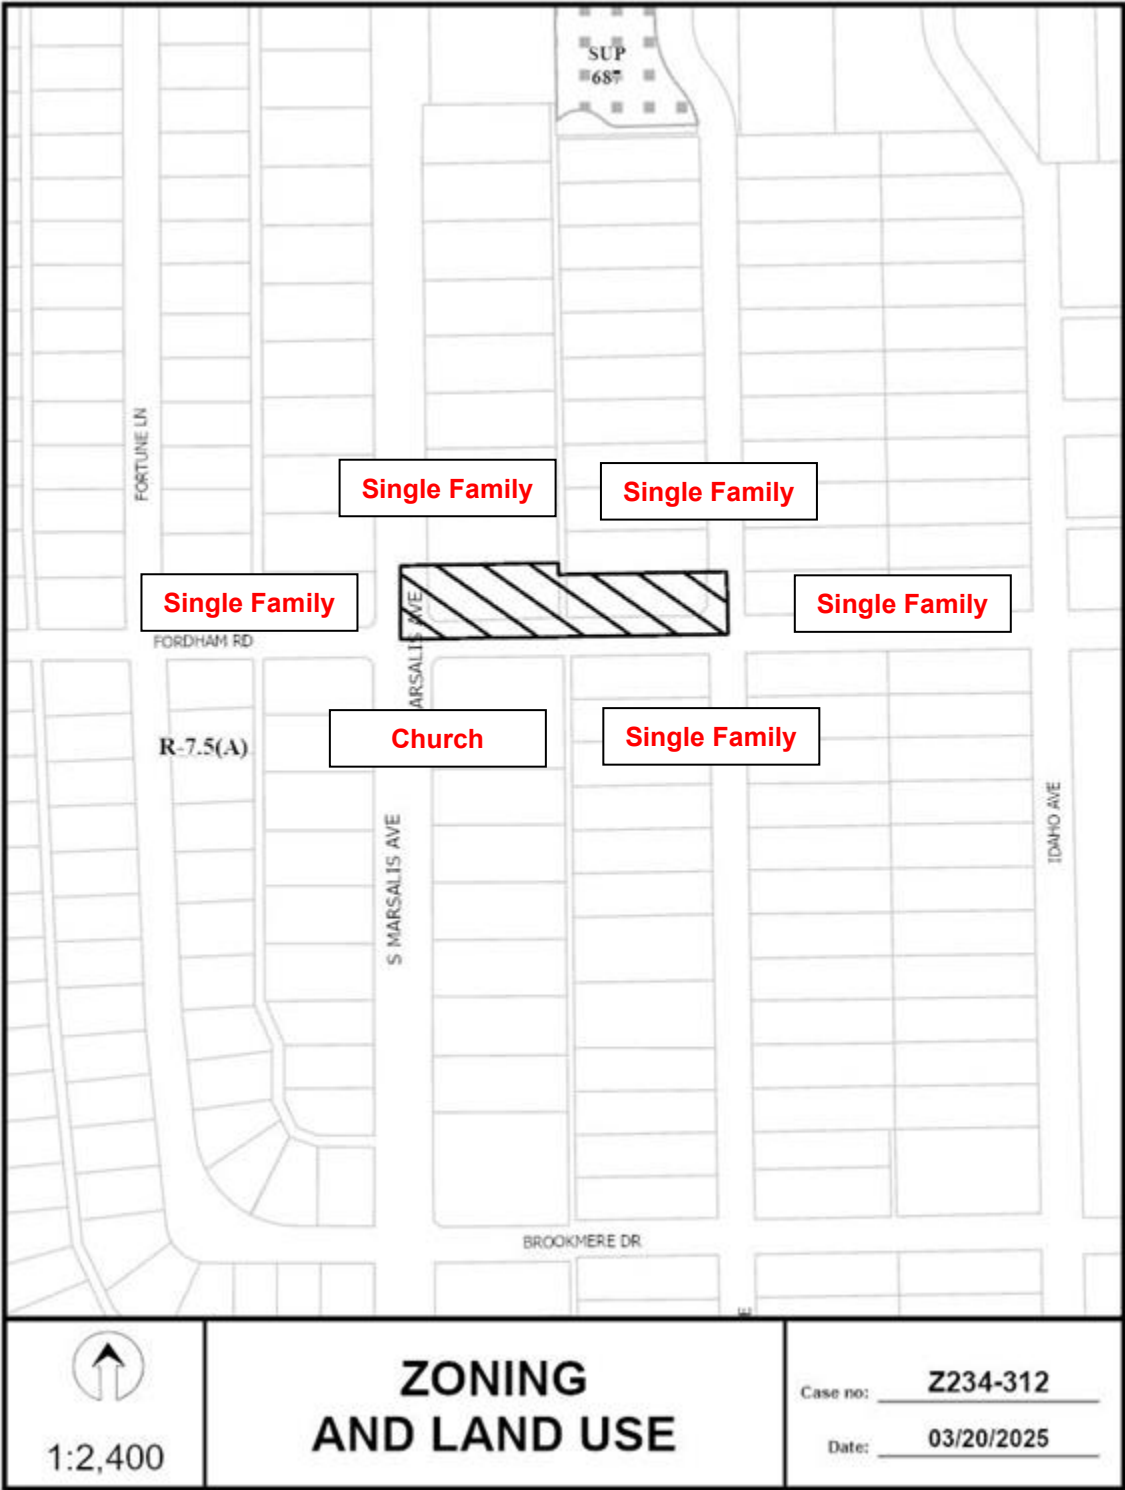 SUP
687
FORTUNE LN
Single Family
Single Family
Single Family
Single Family
FORDHAM RD
ARSALIS AVE
Church
Single Family
R-7.5(A)
S MARSALIS AVE
IDAHO AVE
BROOKMERE DR
E
1:2,400
ZONING
AND LAND USE
Case no: Z234-312
Date: 03/20/2025